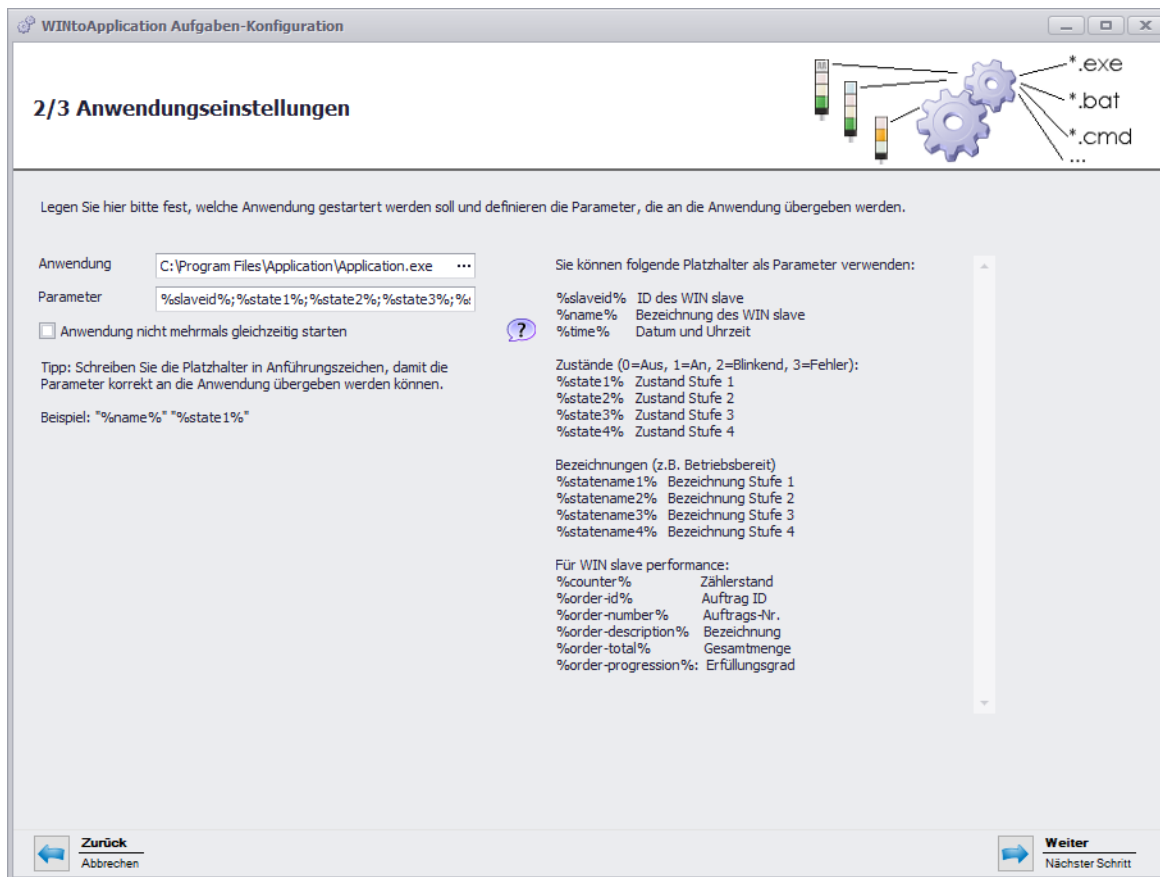 WINtoApplication Aufgaben-Konfiguration
2/3 Anwendungseinstellungen
*.exe
*.bat
*.cmd
...
Legen Sie hier bitte fest, welche Anwendung gestartert werden soll und definieren die Parameter, die an die Anwendung übergeben werden.
Anwendung C:\Program Files\Application\Application.exe ...
Parameter %slaveid%;%state1%;%state2%;%state3%;%
Anwendung nicht mehrmals gleichzeitig starten ?
Tipp: Schreiben Sie die Platzhalter in Anführungszeichen, damit die
Parameter korrekt an die Anwendung übergeben werden können.
Beispiel: "%name%" "%state1%"
Sie können folgende Platzhalter als Parameter verwenden:
%slaveid% ID des WIN slave
%name% Bezeichnung des WIN slave
%time% Datum und Uhrzeit
Zustände (0=Aus, 1=An, 2=Blinkend, 3=Fehler):
%state1% Zustand Stufe 1
%state2% Zustand Stufe 2
%state3% Zustand Stufe 3
%state4% Zustand Stufe 4
Bezeichnungen (z.B. Betriebsbereit)
%statename1% Bezeichnung Stufe 1
%statename2% Bezeichnung Stufe 2
%statename3% Bezeichnung Stufe 3
%statename4% Bezeichnung Stufe 4
Für WIN slave performance:
%counter% Zählerstand
%order-id% Auftrag ID
%order-number% Auftrags-Nr.
%order-description% Bezeichnung
%order-total% Gesamtmenge
%order-progression%: Erfüllungsgrad
Zurück
Abbrechen
Weiter
Nächster Schritt